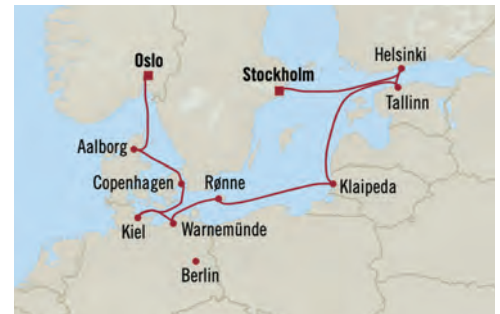 Helsinki
Oslo
Stockholm
Tallinn
Aalborg
Copenhagen
Rønne
Klaipeda
Kiel
Warnemünde
Berlin